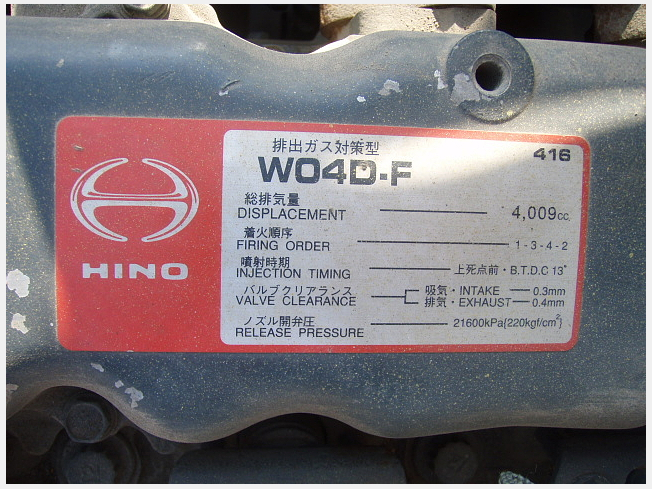 排出ガス対策型
W04D-F
416
総排気量
DISPLACEMENT 4,009cc
着火順序
FIRING ORDER 1-3-4-2
噴射時期
INJECTION TIMING 上死点前・B.T.D.C 13°
バルブクリアランス
VALVE CLEARANCE
吸気・INTAKE 0.3mm
排気・EXHAUST 0.4mm
ノズル開弁圧
RELEASE PRESSURE 21600kPa{220kgf/cm²}
HINO